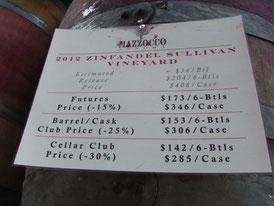 MAZZOCCO
2012 ZINFANDEL SULLIVAN
VINEYARD
Estimated ~ $34/Btl
Release $204/6-Btls
Price $408/Case
Futures $173/6-Btls
Price (-15%) $346/Case
Barrel/Cask $153/6-Btls
Club Price (-25%) $306/Case
Cellar Club $142/6-Btls
Price (-30%) $285/Case